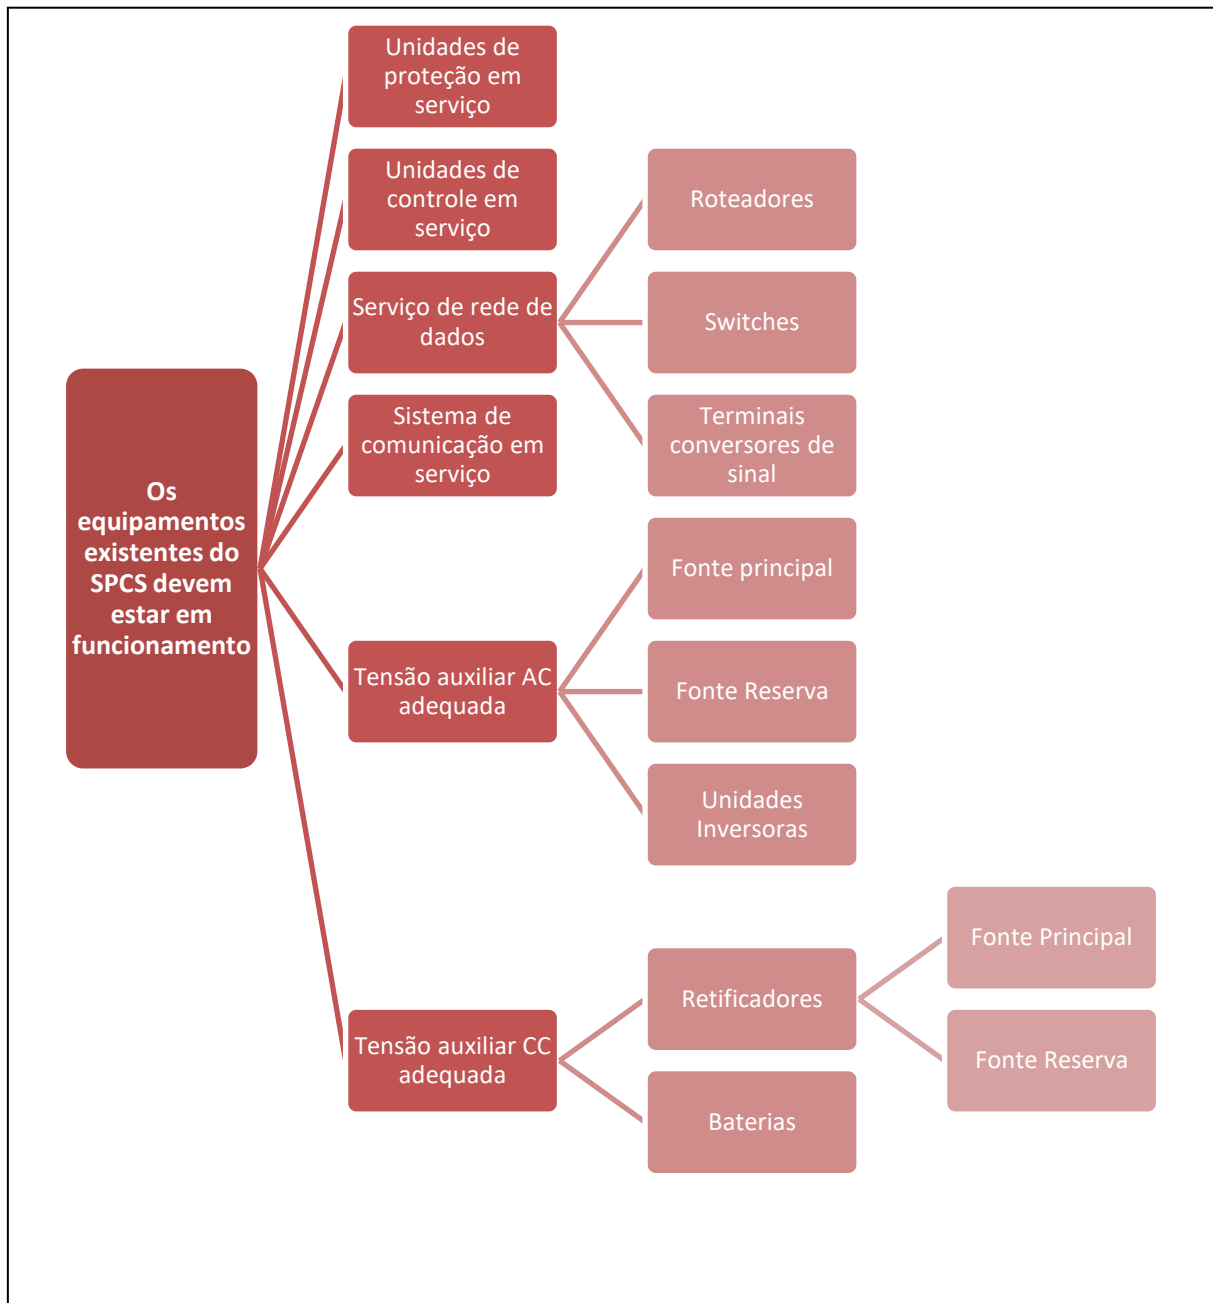 Unidades de
proteção em
serviço
Unidades de
controle em
serviço
Roteadores
Serviço de rede de
dados
Switches
Sistema de
comunicação em
serviço
Terminais
conversores de
sinal
Os
equipamentos
existentes do
SPCS devem
estar em
funcionamento
Fonte principal
Tensão auxiliar AC
adequada
Fonte Reserva
Unidades
Inversoras
Fonte Principal
Retificadores
Tensão auxiliar CC
adequada
Fonte Reserva
Baterias